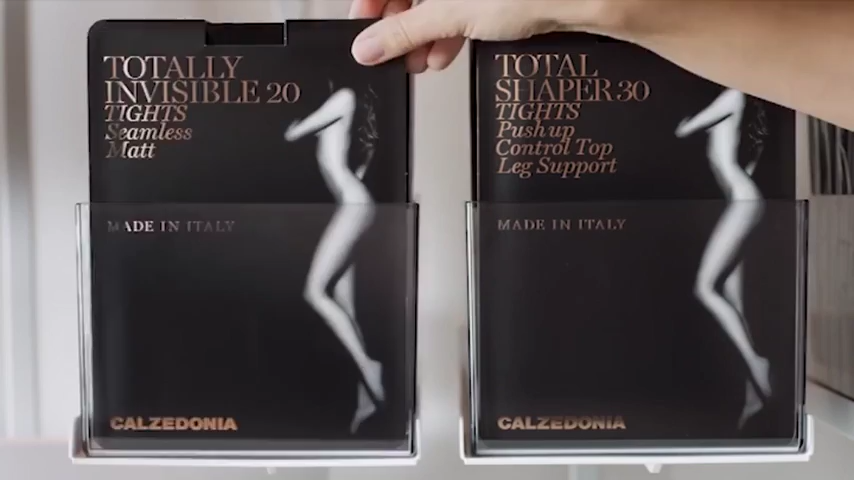 TOTALLY
INVISIBLE 20
TIGHTS
Seamless
Matt
MADE IN ITALY
CALZEDONIA
TOTAL
SHAPER 30
TIGHTS
Push up
Control Top
Leg Support
MADE IN ITALY
CALZEDONIA